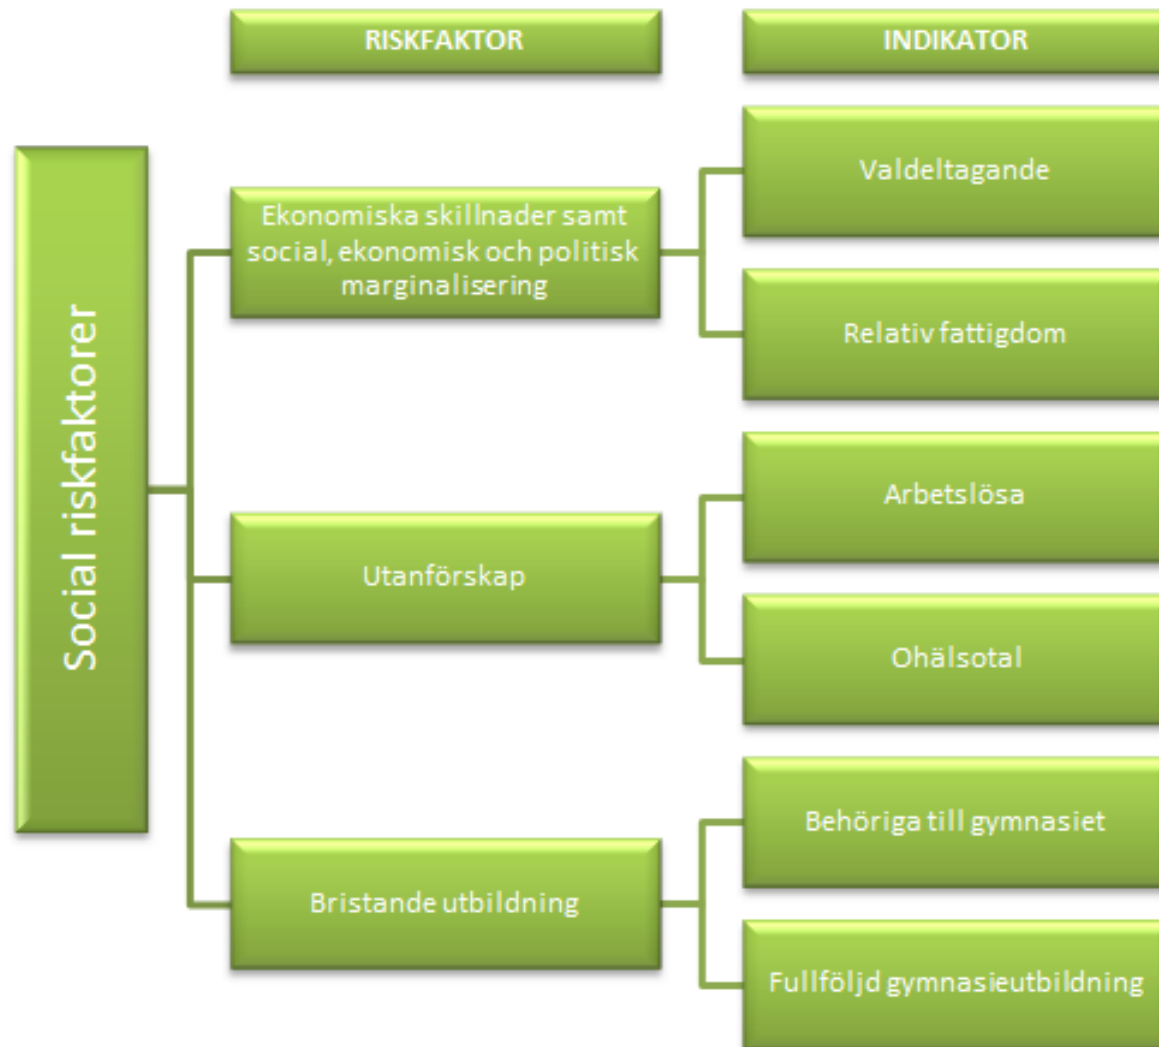 RISKFAKTOR
INDIKATOR
Social riskfaktorer
Ekonomiska skillnader samt
social, ekonomisk och politisk
marginalisering
Valdeltagande
Relativ fattigdom
Utanförskap
Arbetslösa
Ohälsotal
Bristande utbildning
Behöriga till gymnasiet
Fullföljd gymnasieutbildning